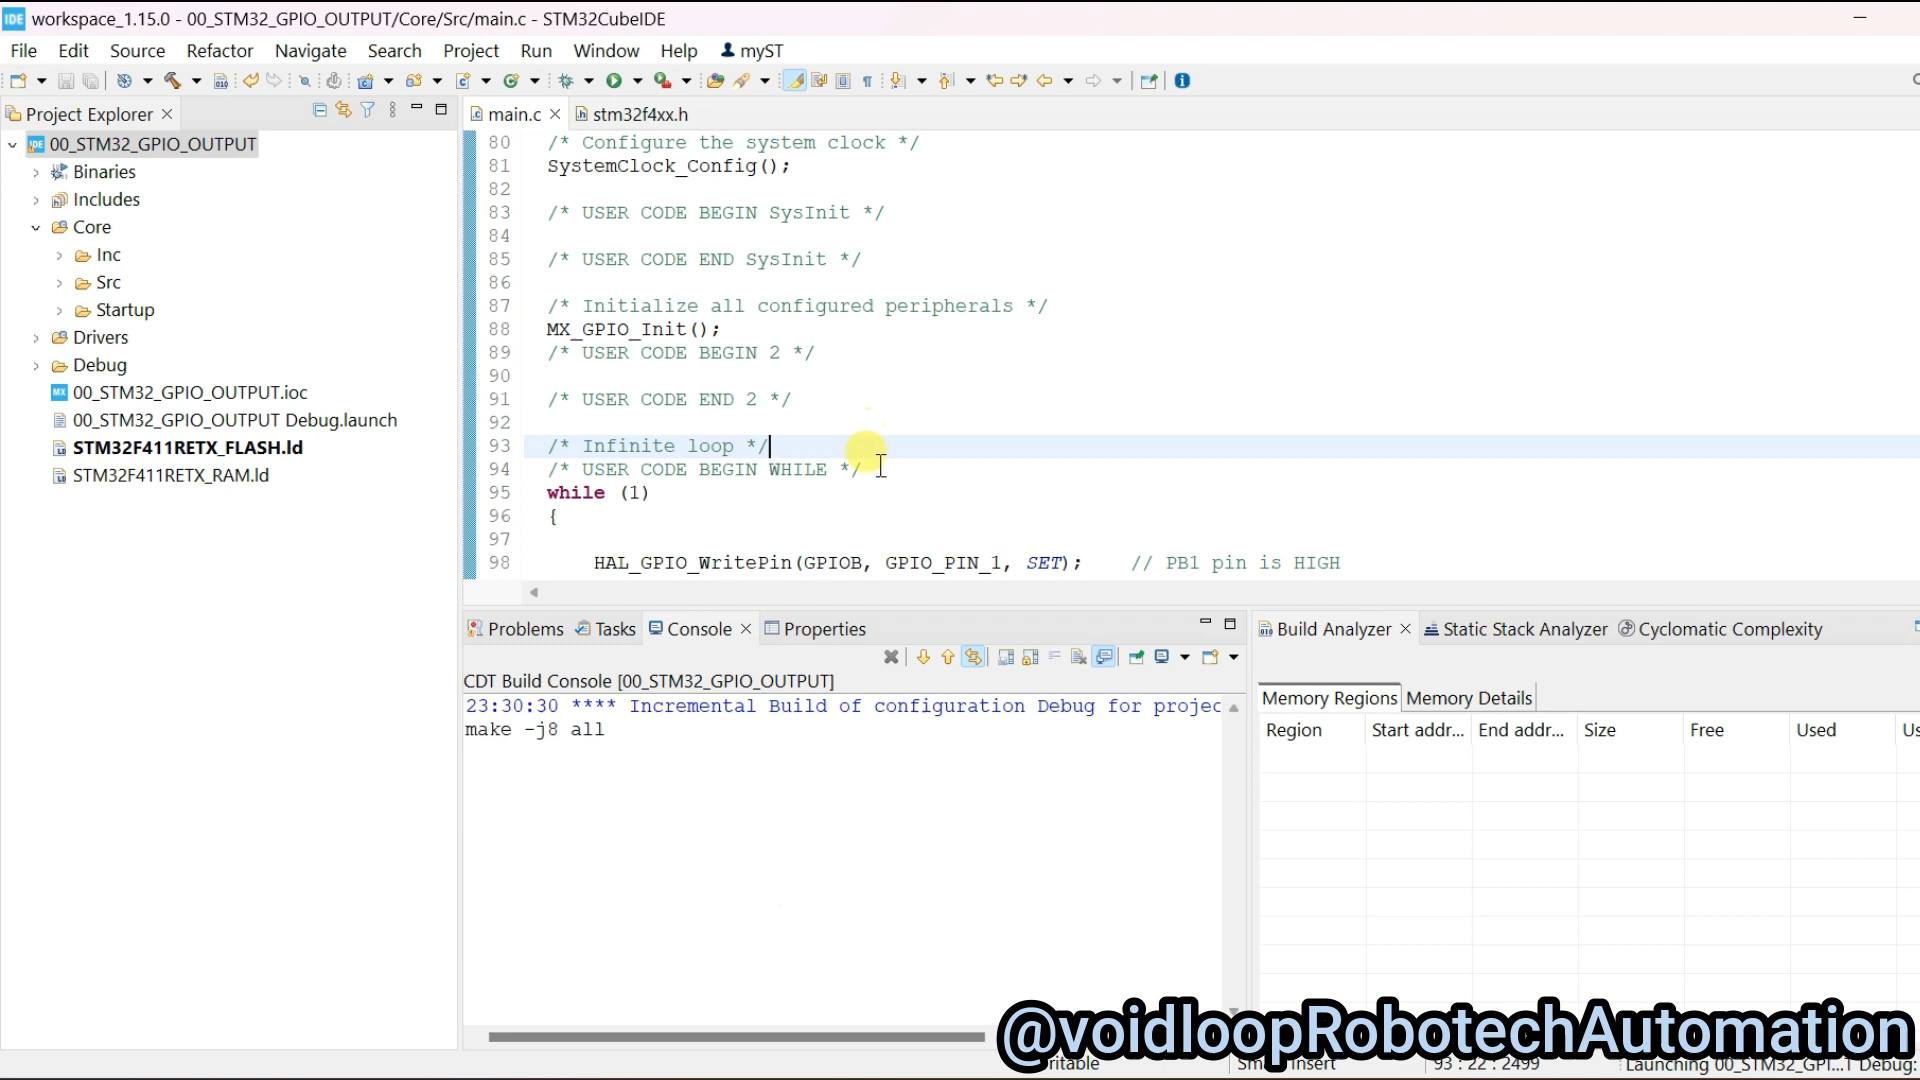 IDE workspace_1.15.0 - 00_STM32_GPIO_OUTPUT/Core/Src/main.c - STM32CubeIDE
File Edit Source Refactor Navigate Search Project Run Window Help myST
Project Explorer
main.c
stm32f4xx.h
IDE 00_STM32_GPIO_OUTPUT
Binaries
Includes
Core
Inc
Src
Startup
Drivers
Debug
MX 00_STM32_GPIO_OUTPUT.ioc
00_STM32_GPIO_OUTPUT Debug.launch
STM32F411RETX_FLASH.ld
STM32F411RETX_RAM.ld
80 /* Configure the system clock */
81 SystemClock_Config();
82
83 /* USER CODE BEGIN SysInit */
84
85 /* USER CODE END SysInit */
86
87 /* Initialize all configured peripherals */
88 MX_GPIO_Init();
89 /* USER CODE BEGIN 2 */
90
91 /* USER CODE END 2 */
92
93 /* Infinite loop */
94 /* USER CODE BEGIN WHILE */
95 while (1)
96 {
97
98 HAL_GPIO_WritePin(GPIOB, GPIO_PIN_1, SET); // PB1 pin is HIGH
Problems Tasks Console Properties
CDT Build Console [00_STM32_GPIO_OUTPUT]
23:30:30 **** Incremental Build of configuration Debug for projec
make -j8 all
Build Analyzer Static Stack Analyzer Cyclomatic Complexity
Memory Regions Memory Details
Region Start addr... End addr... Size Free Used Us
@voidloopRobotechAutomation
93 : 22 : 2499
Launching 00_STM32_GPI...T Debug: